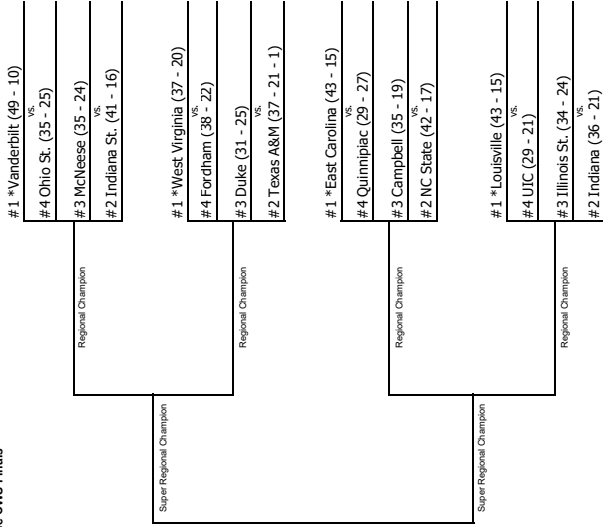 CWS Finals
#1 *Vanderbilt (49 - 10)
vs.
#4 Ohio St. (35 - 25)
Regional Champion
#3 McNeese (35 - 24)
vs.
#2 Indiana St. (41 - 16)
Super Regional Champion
#1 *West Virginia (37 - 20)
vs.
#4 Fordham (38 - 22)
Regional Champion
#3 Duke (31 - 25)
vs.
#2 Texas A&M (37 - 21 - 1)
#1 *East Carolina (43 - 15)
vs.
#4 Quinnipiac (29 - 27)
Regional Champion
#3 Campbell (35 - 19)
vs.
#2 NC State (42 - 17)
Super Regional Champion
#1 *Louisville (43 - 15)
vs.
#4 UIC (29 - 21)
Regional Champion
#3 Illinois St. (34 - 24)
vs.
#2 Indiana (36 - 21)